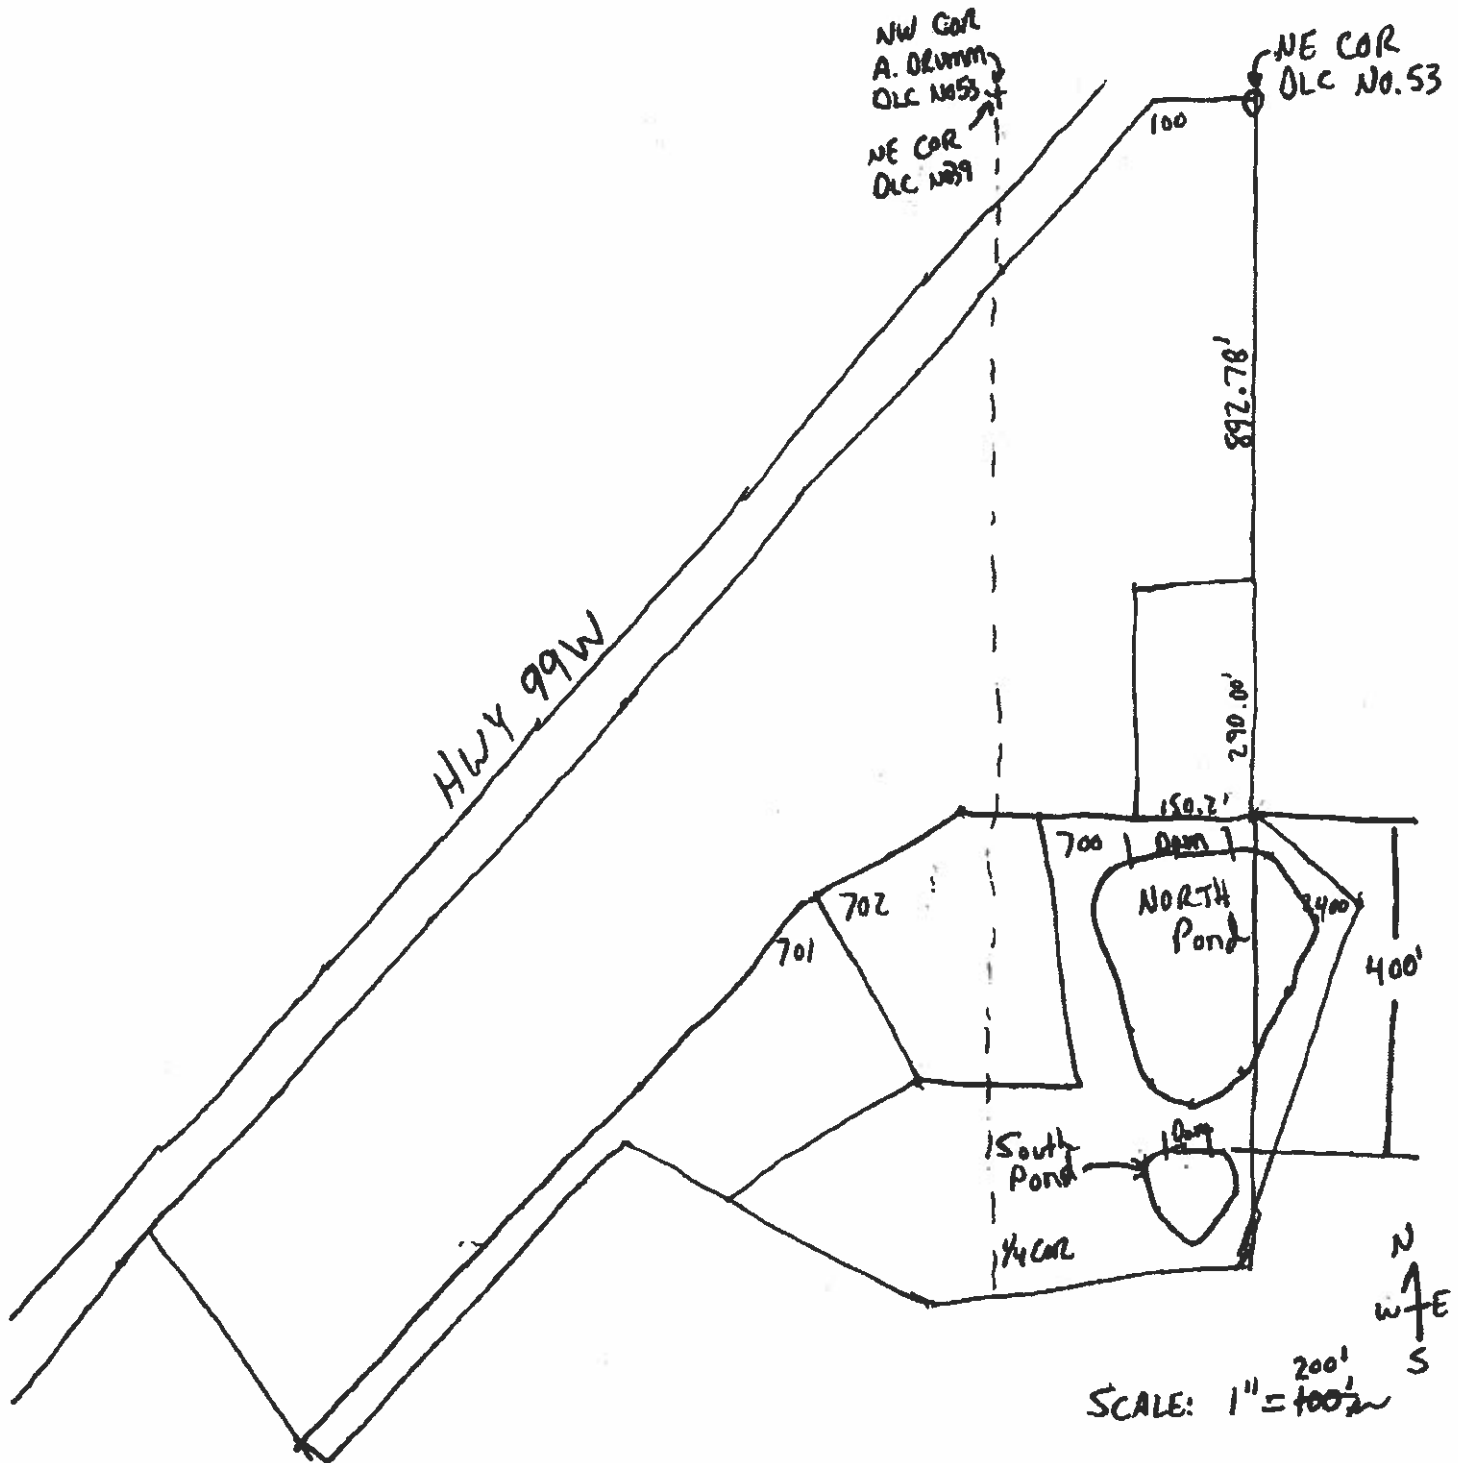 NW COR
A. DRUMM
DLC No53
NE COR
DLC No39
NE COR
DLC No. 53
100
892.78'
HWY 99W
290.00'
150.2'
700
Dam
NORTH
Pond
702
701
400'
Dam
South
Pond
1/4 COR
N
W E
S
200'
SCALE: 1" = 100'